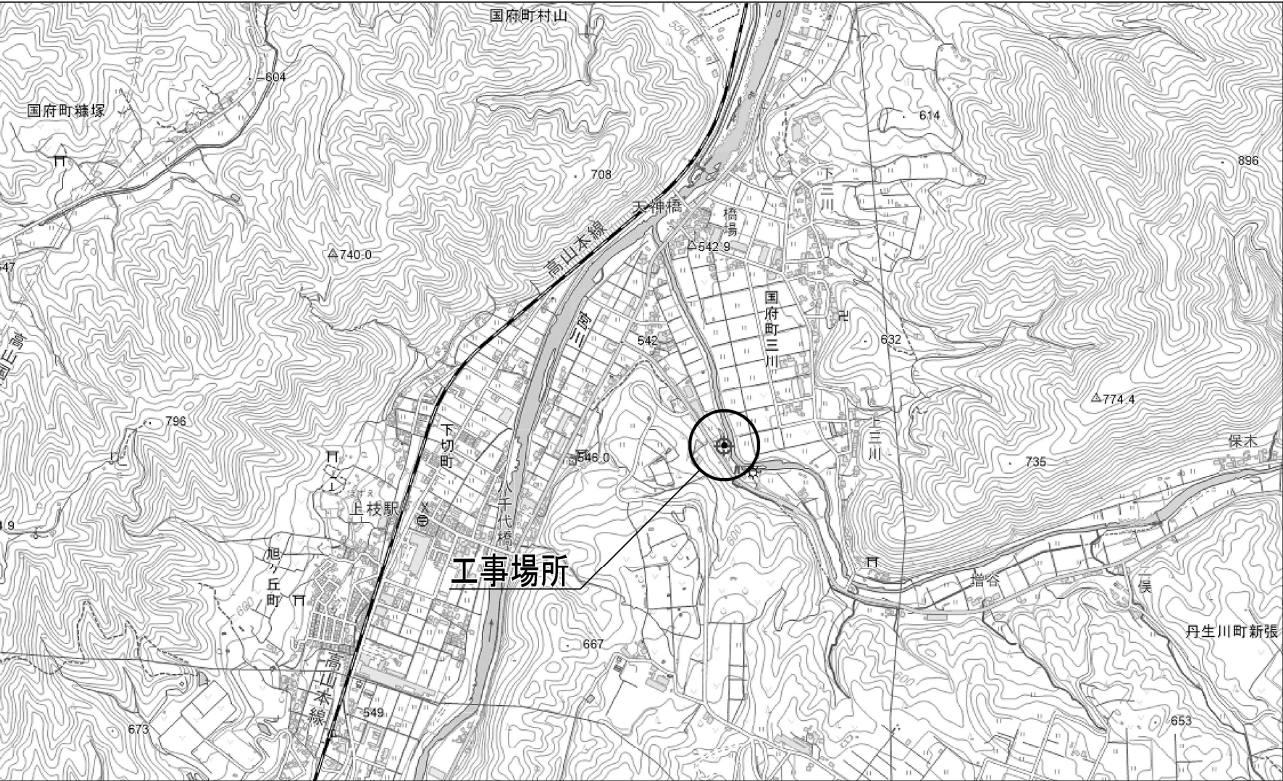 国府町村山
604
国府町糠塚
614
896
708
下三川
天神橋
橋場
542.9
740.0
高山本線
宮川
国府町三川
542
632
774.4
796
下切町
上三川
保木
546.0
735
上枝駅
八千代橋
工事場所
旭ヶ丘町
増谷
丹生川町新張
667
高山本線
549
673
653